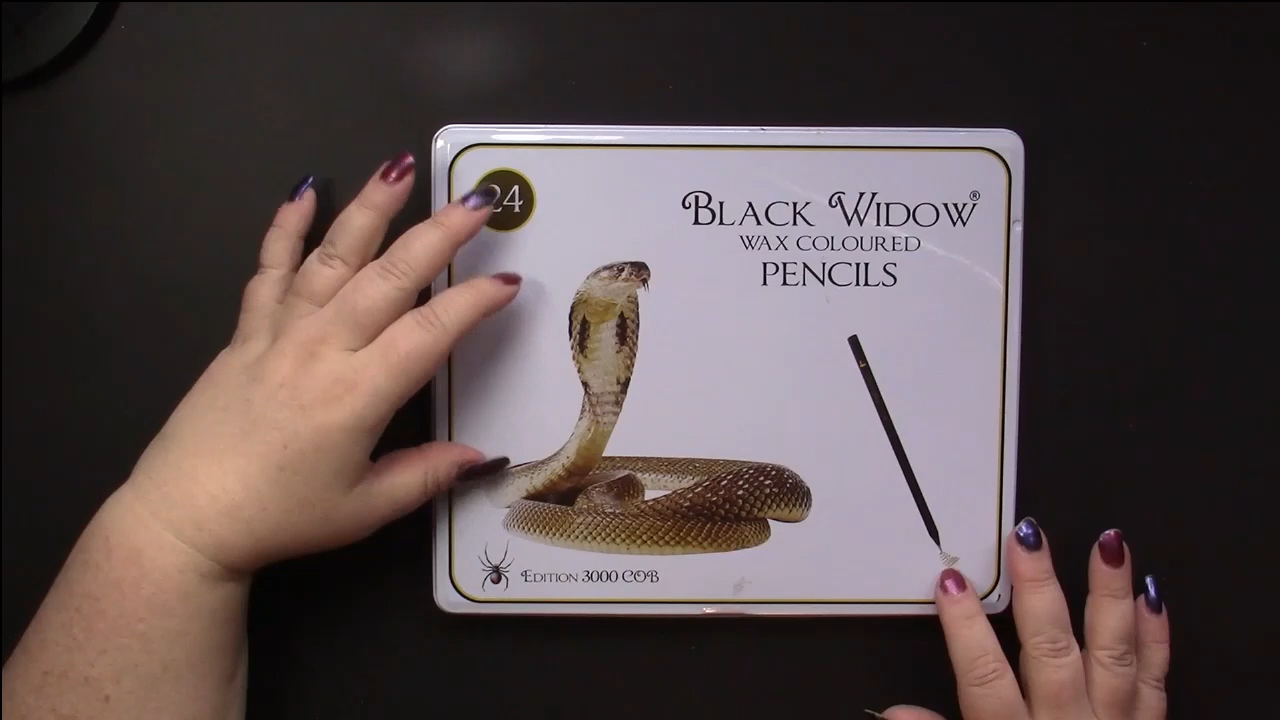 24
BLACK WIDOW®
WAX COLOURED
PENCILS
EDITION 3000 COB